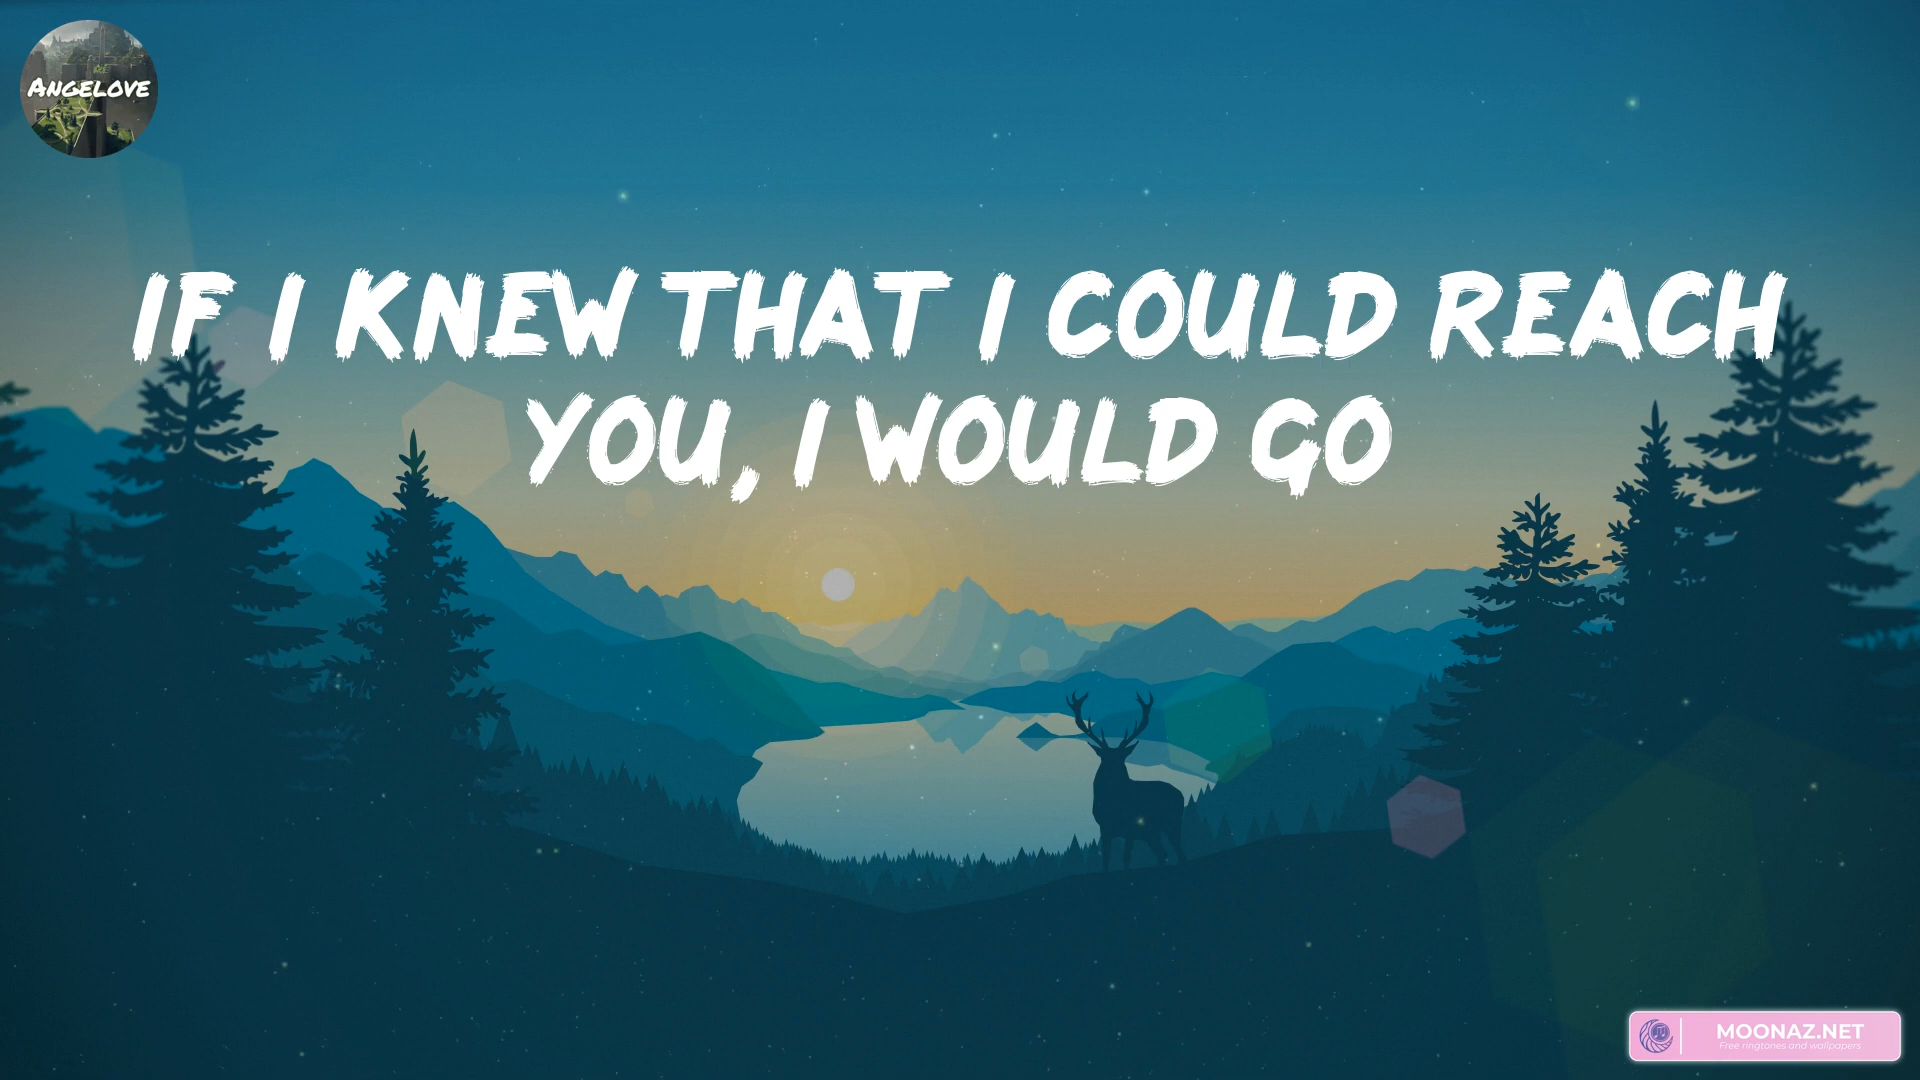 ANGELOVE
IF I KNEW THAT I COULD REACH
YOU, I WOULD GO
MOONAZ.NET
Free ringtones and wallpapers